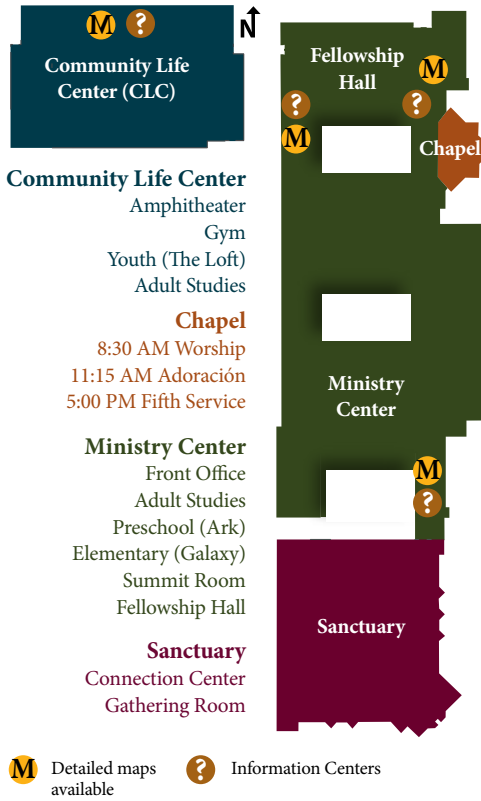 M ?
Community Life
Center (CLC)
N
Fellowship
Hall
M
? ?
M
Chapel
Community Life Center
Amphitheater
Gym
Youth (The Loft)
Adult Studies
Chapel
8:30 AM Worship
11:15 AM Adoración
5:00 PM Fifth Service
Ministry
Center
Ministry Center
Front Office
Adult Studies
Preschool (Ark)
Elementary (Galaxy)
Summit Room
Fellowship Hall
M
?
Sanctuary
Sanctuary
Connection Center
Gathering Room
M Detailed maps
available
? Information Centers